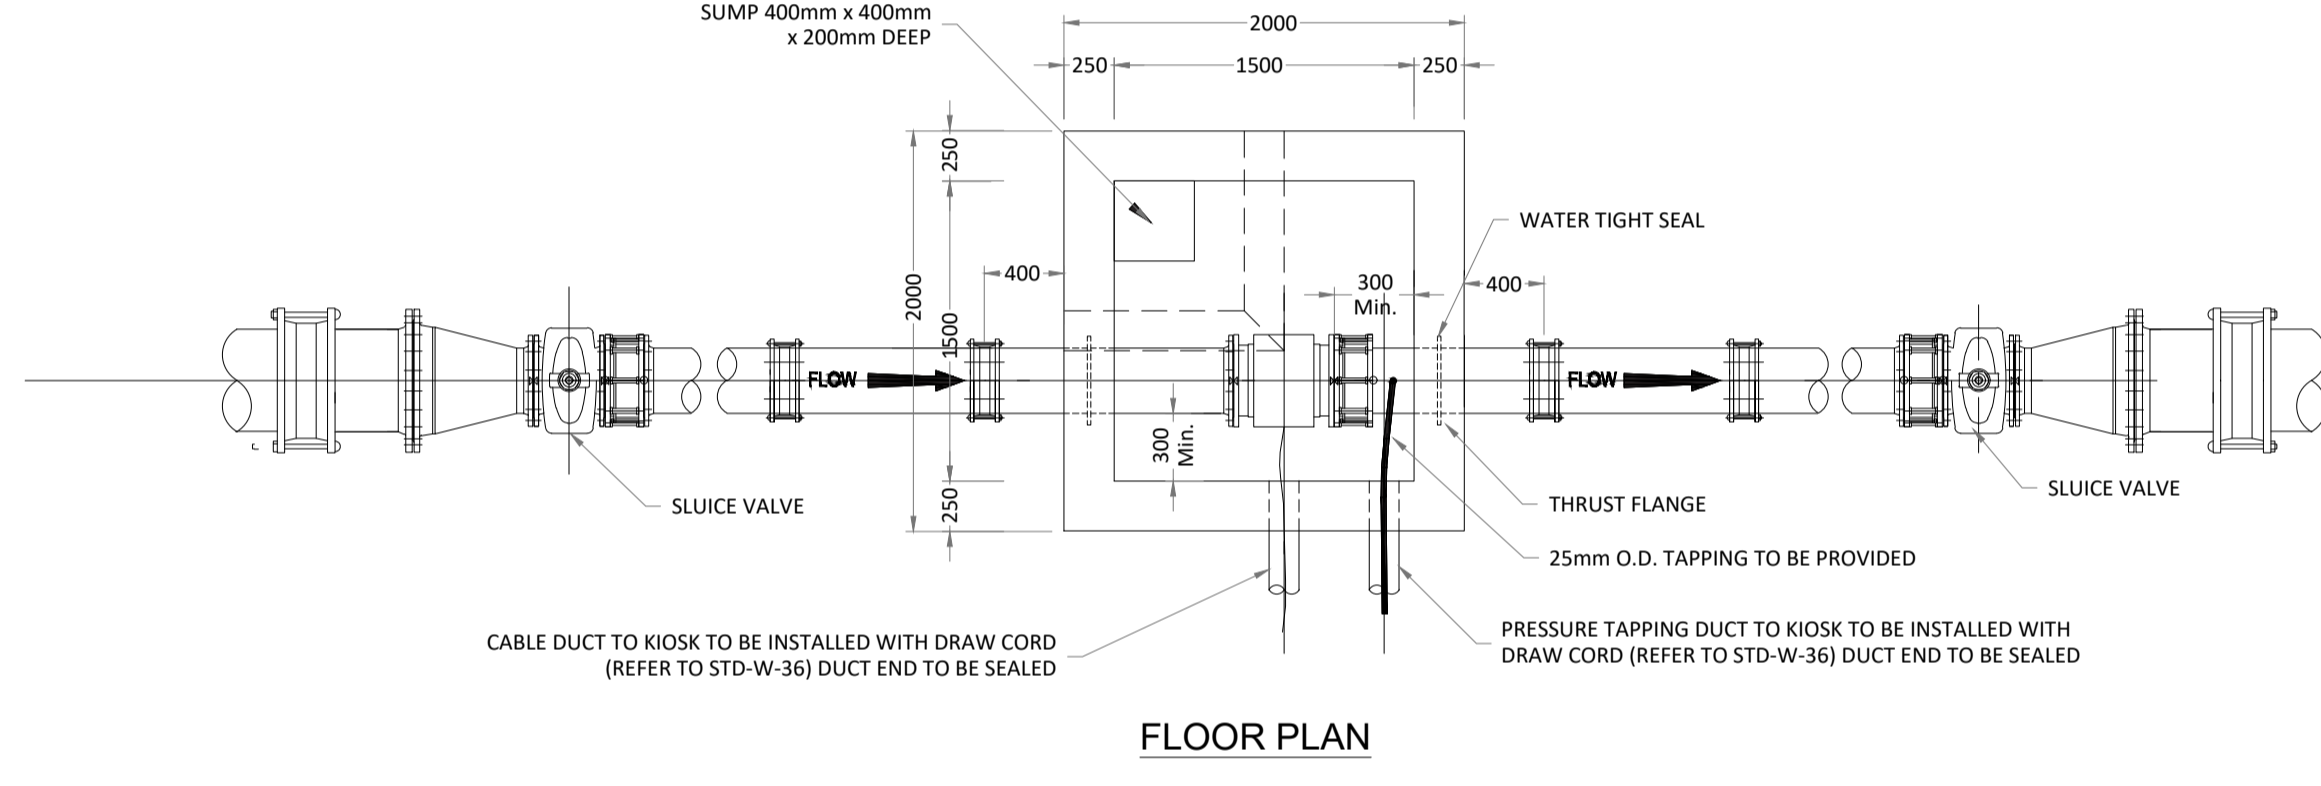 SUMP 400mm x 400mm
x 200mm DEEP
2000
250
1500
250
250
2000
1500
250
400
300
Min.
400
WATER TIGHT SEAL
FLOW
FLOW
300
Min.
SLUICE VALVE
SLUICE VALVE
THRUST FLANGE
25mm O.D. TAPPING TO BE PROVIDED
CABLE DUCT TO KIOSK TO BE INSTALLED WITH DRAW CORD
(REFER TO STD-W-36) DUCT END TO BE SEALED
PRESSURE TAPPING DUCT TO KIOSK TO BE INSTALLED WITH
DRAW CORD (REFER TO STD-W-36) DUCT END TO BE SEALED
FLOOR PLAN